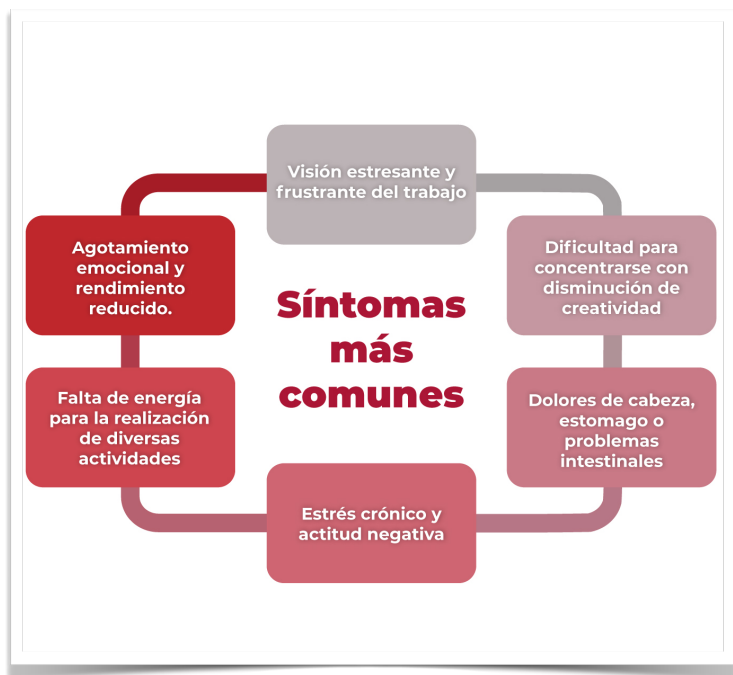 Visión estresante y
frustrante del trabajo
Agotamiento
emocional y
rendimiento
reducido.
Dificultad para
concentrarse con
disminución de
creatividad
Síntomas
más
comunes
Falta de energía
para la realización
de diversas
actividades
Dolores de cabeza,
estomago o
problemas
intestinales
Estrés crónico y
actitud negativa